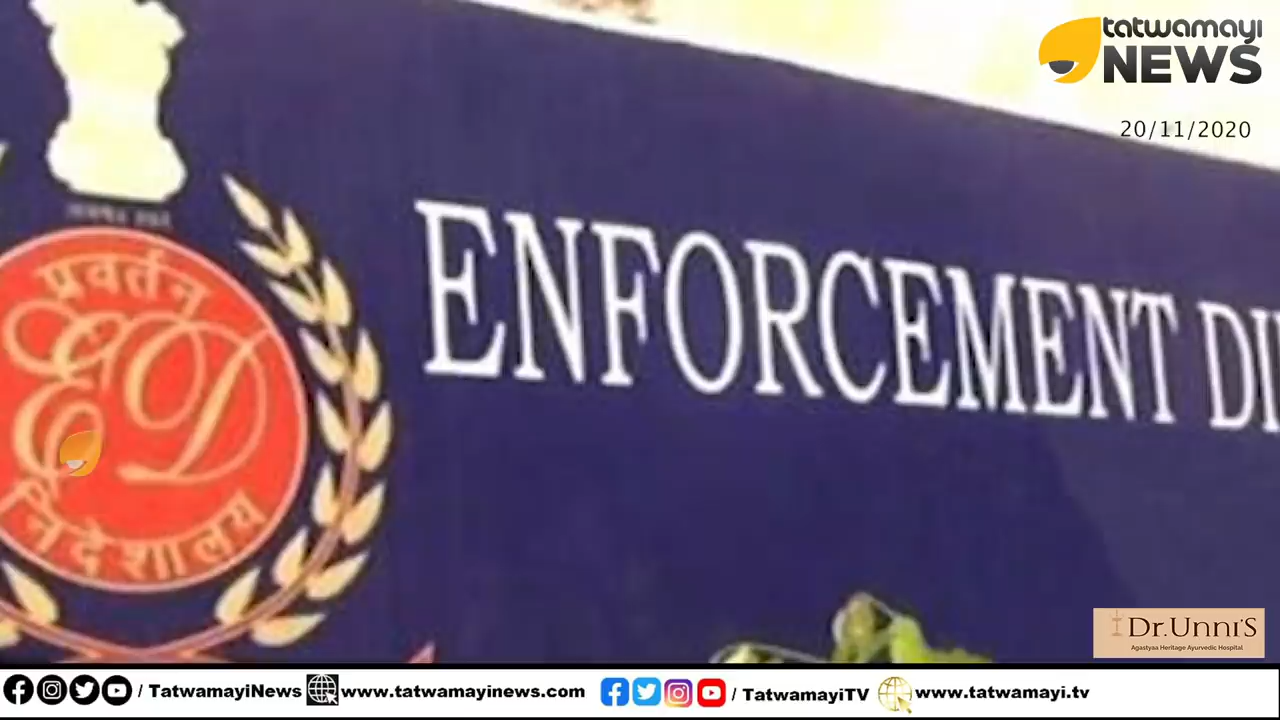 tatwamayi
NEWS
20/11/2020
प्रवर्तन
ED
निदेशालय
ENFORCEMENT DI
Dr.Unni'S
Agastyaa Heritage Ayurvedic Hospital
/ TatwamayiNews www.tatwamayinews.com / TatwamayiTV www.tatwamayi.tv